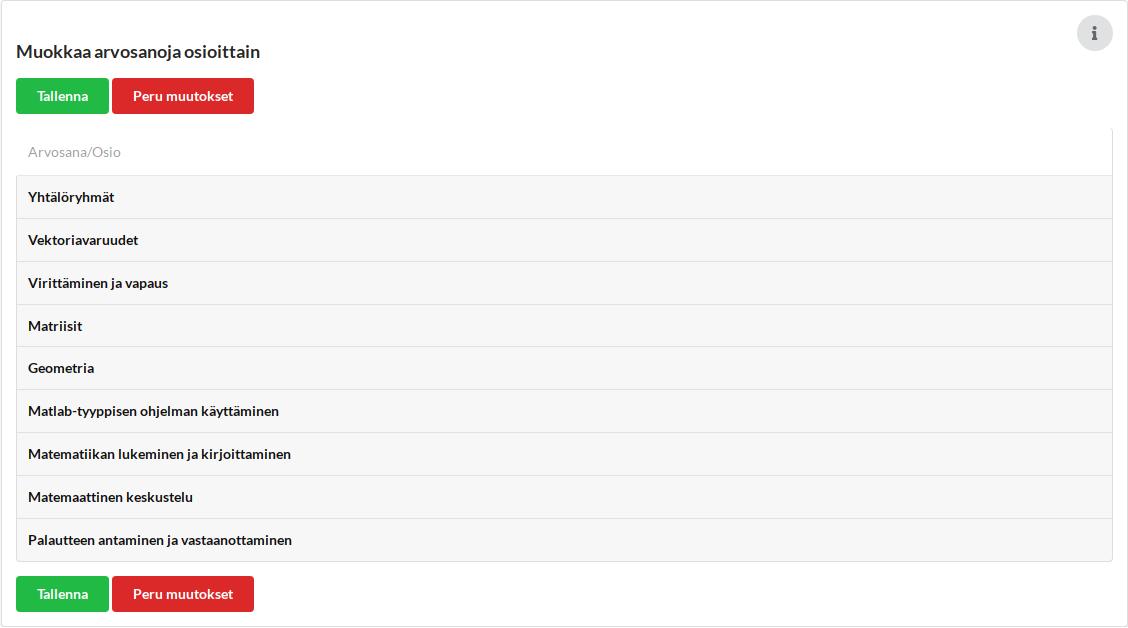 Muokkaa arvosanoja osioittain
Tallenna Peru muutokset
Arvosana/Osio
Yhtälöryhmät
Vektoriavaruudet
Virittäminen ja vapaus
Matriisit
Geometria
Matlab-tyyppisen ohjelman käyttäminen
Matematiikan lukeminen ja kirjoittaminen
Matemaattinen keskustelu
Palautteen antaminen ja vastaanottaminen
Tallenna Peru muutokset